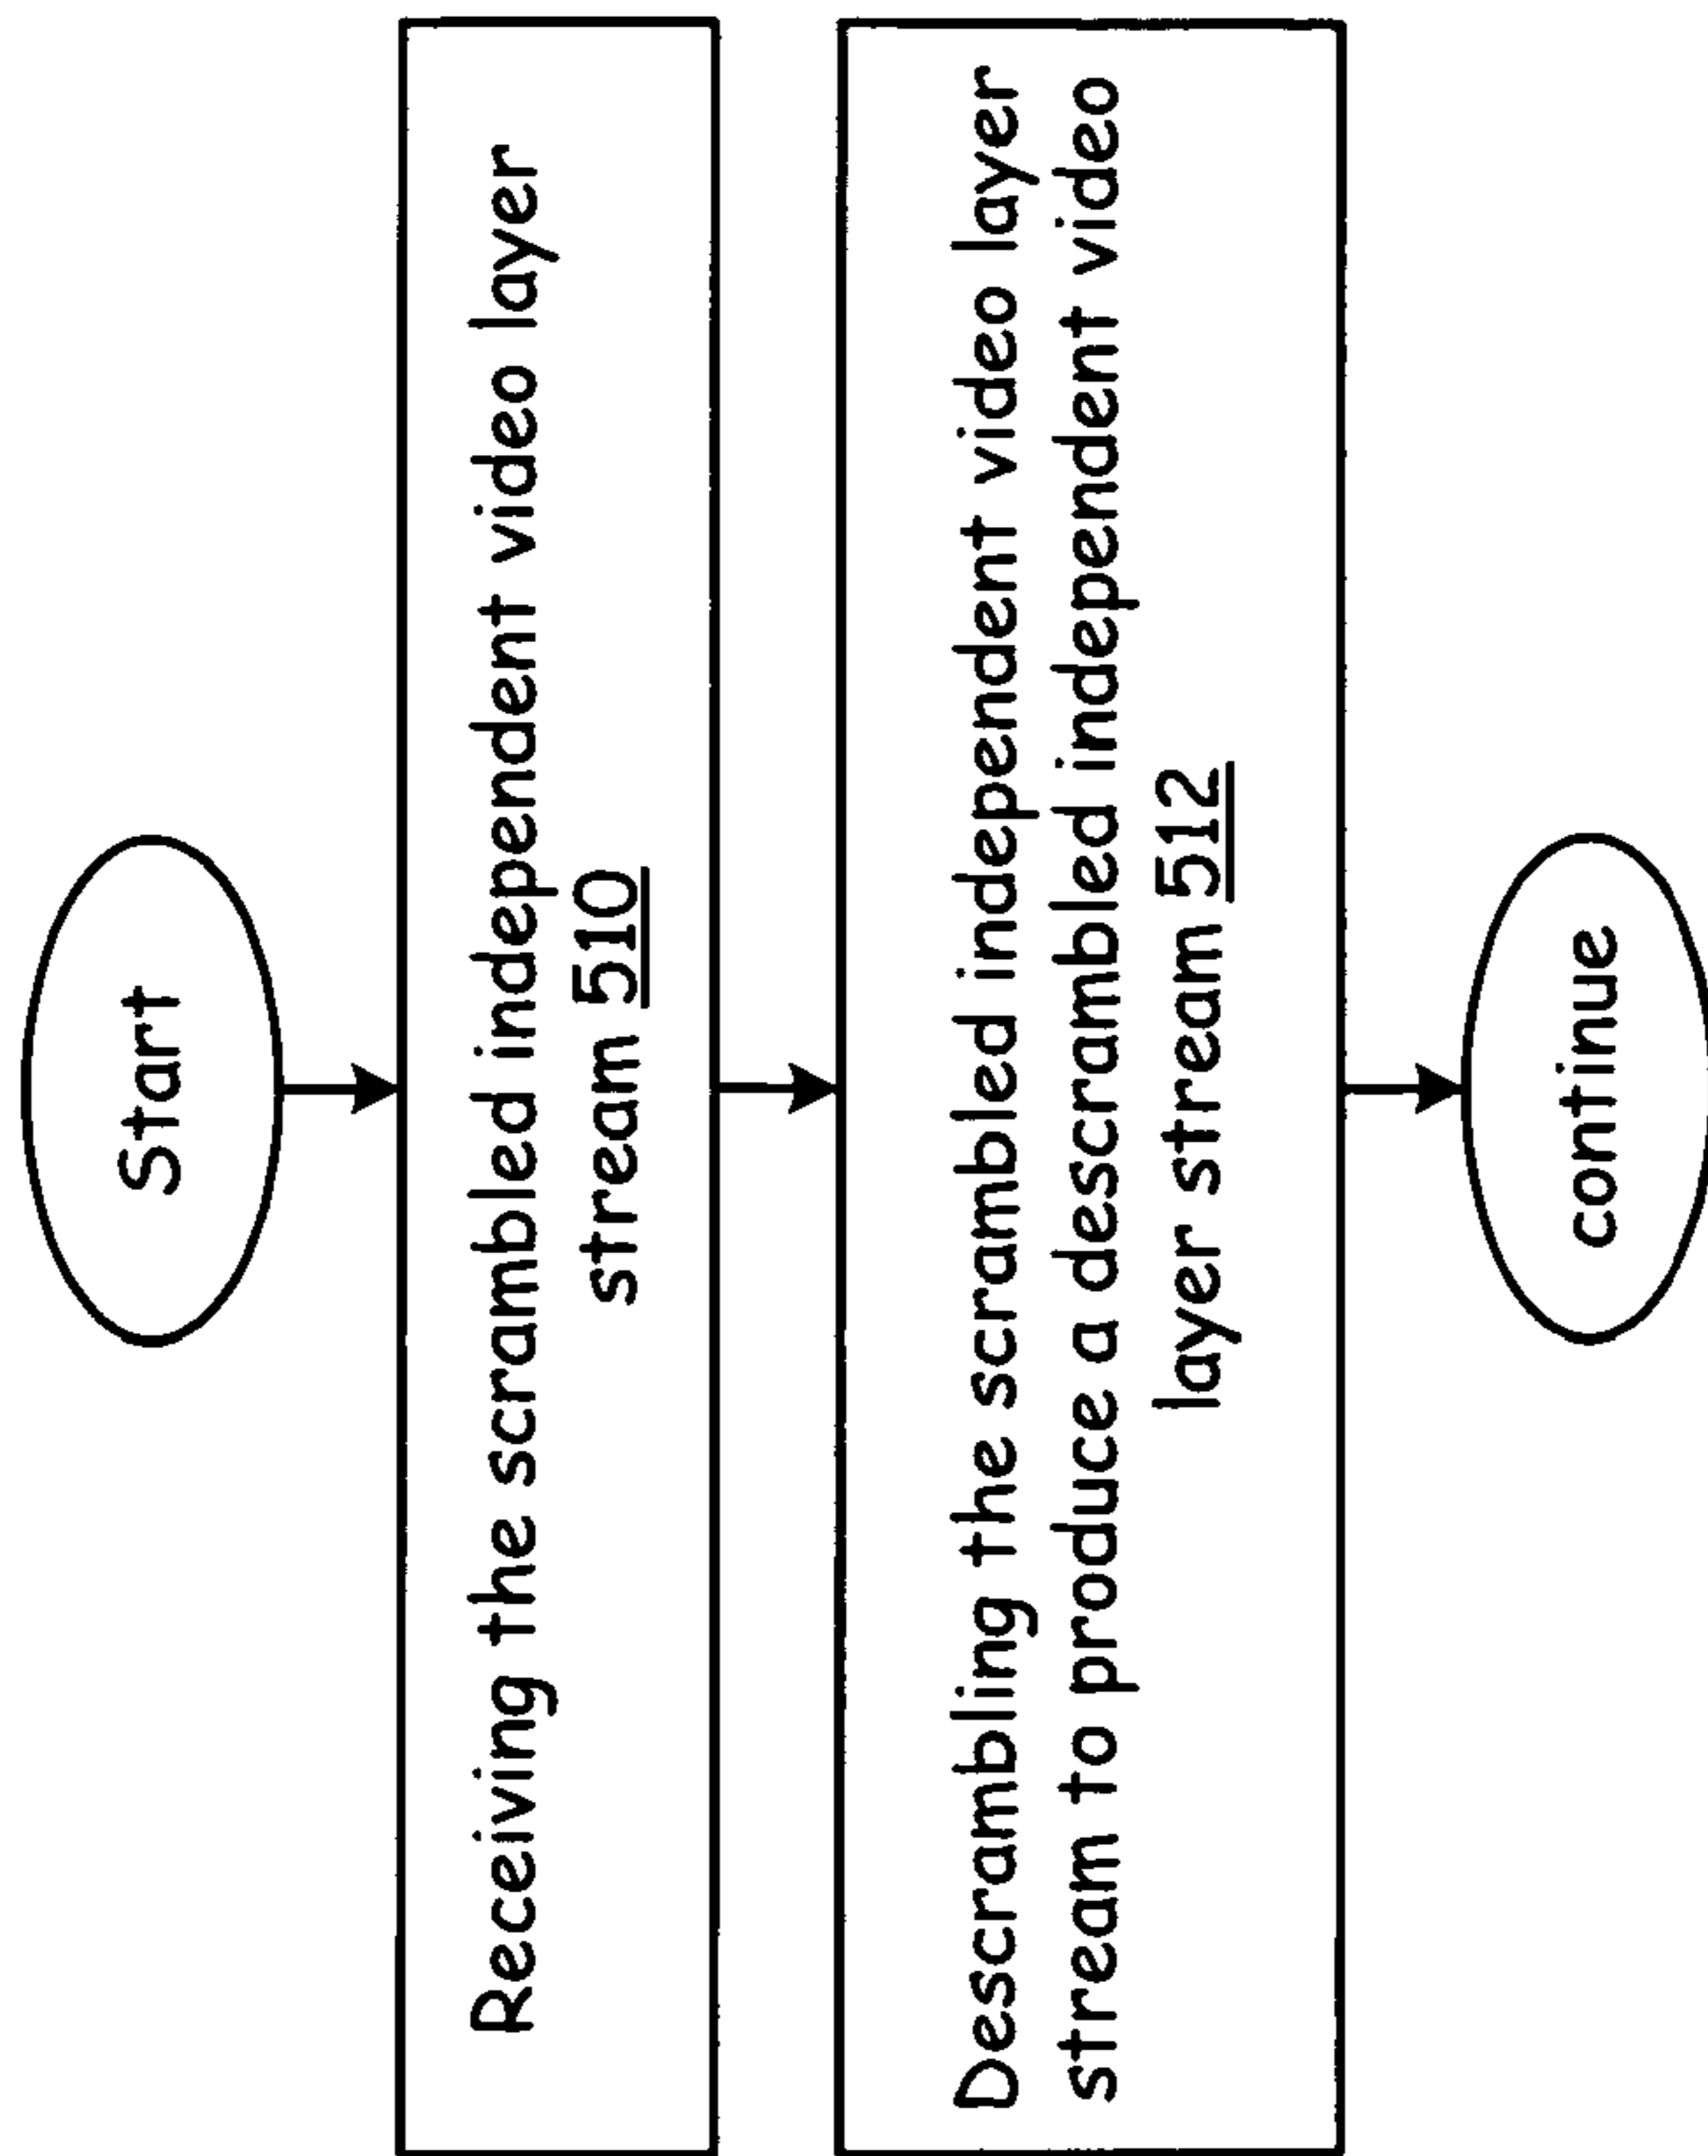 Start
Receiving the scrambled independent video layer
stream 510
Descrambling the scrambled independent video layer
stream to produce a descrambled independent video
layer stream 512
continue